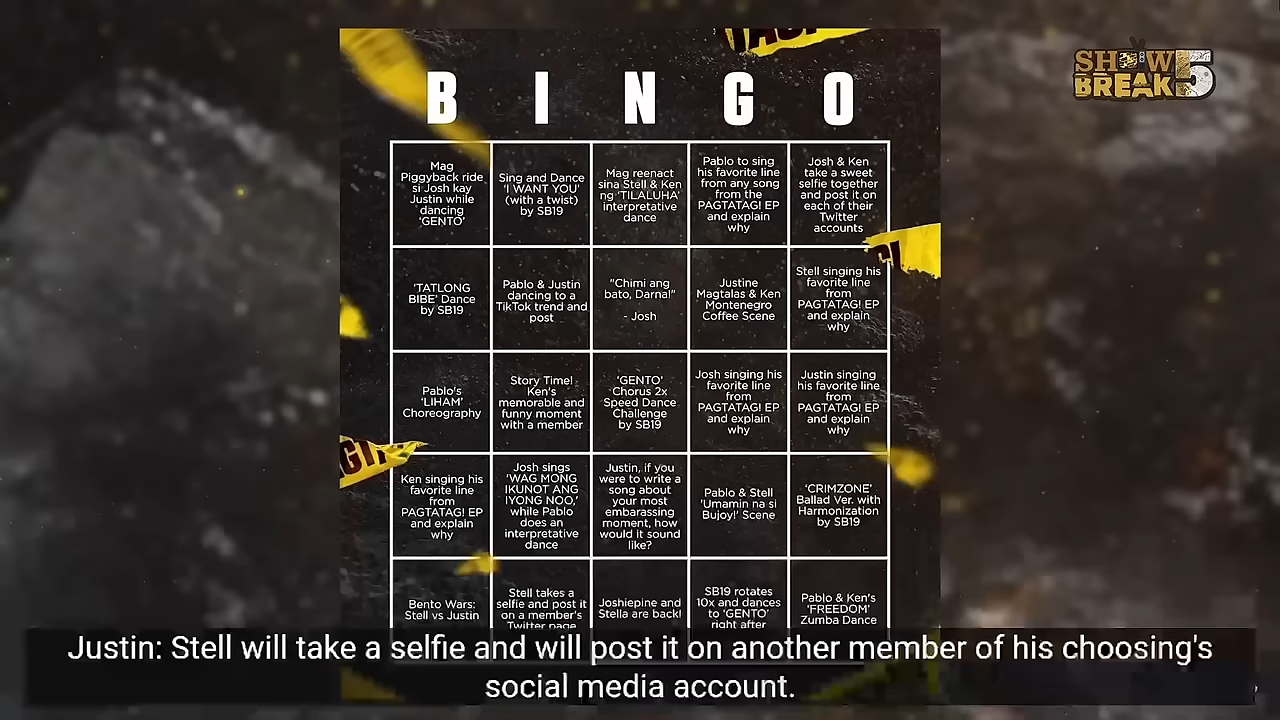 SHOW
BREAK 5
B I N G O
Mag
Piggyback ride
si Josh kay
Justin while
dancing
'GENTO'
Sing and Dance
'I WANT YOU'
(with a twist)
by SB19
Mag reenact
sina Stell & Ken
ng 'TILALUHA'
interpretative
dance
Pablo to sing
his favorite line
from any song
from the
PAGTATAG! EP
and explain
why
Josh & Ken
take a sweet
selfie together
and post it on
each of their
Twitter
accounts
'TATLONG
BIBE' Dance
by SB19
Pablo & Justin
dancing to a
TikTok trend and
post
"Chimi ang
bato, Darna!"
- Josh
Justine
Magtalas & Ken
Montenegro
Coffee Scene
Stell singing his
favorite line
from
PAGTATAG! EP
and explain
why
Pablo's
'LIHAM'
Choreography
Story Time!
Ken's
memorable and
funny moment
with a member
'GENTO'
Chorus 2x
Speed Dance
Challenge
by SB19
Josh singing his
favorite line
from
PAGTATAG! EP
and explain
why
Justin singing
his favorite line
from
PAGTATAG! EP
and explain
why
Ken singing his
favorite line
from
PAGTATAG! EP
and explain
why
Josh sings
'WAG MONG
IKUNOT ANG
IYONG NOO,'
while Pablo
does an
interpretative
dance
Justin, if you
were to write a
song about
your most
embarassing
moment, how
would it sound
like?
Pablo & Stell
'Umamin na si
Bujoy!' Scene
'CRIMZONE'
Ballad Ver. with
Harmonization
by SB19
Bento Wars:
Stell vs Justin
Stell takes a
selfie and post it
on a member's
Twitter page
Joshiepine and
Stella are back!
SB19 rotates
10x and dances
to 'GENTO'
right after
Pablo & Ken's
'FREEDOM'
Zumba Dance
Justin: Stell will take a selfie and will post it on another member of his choosing's
social media account.